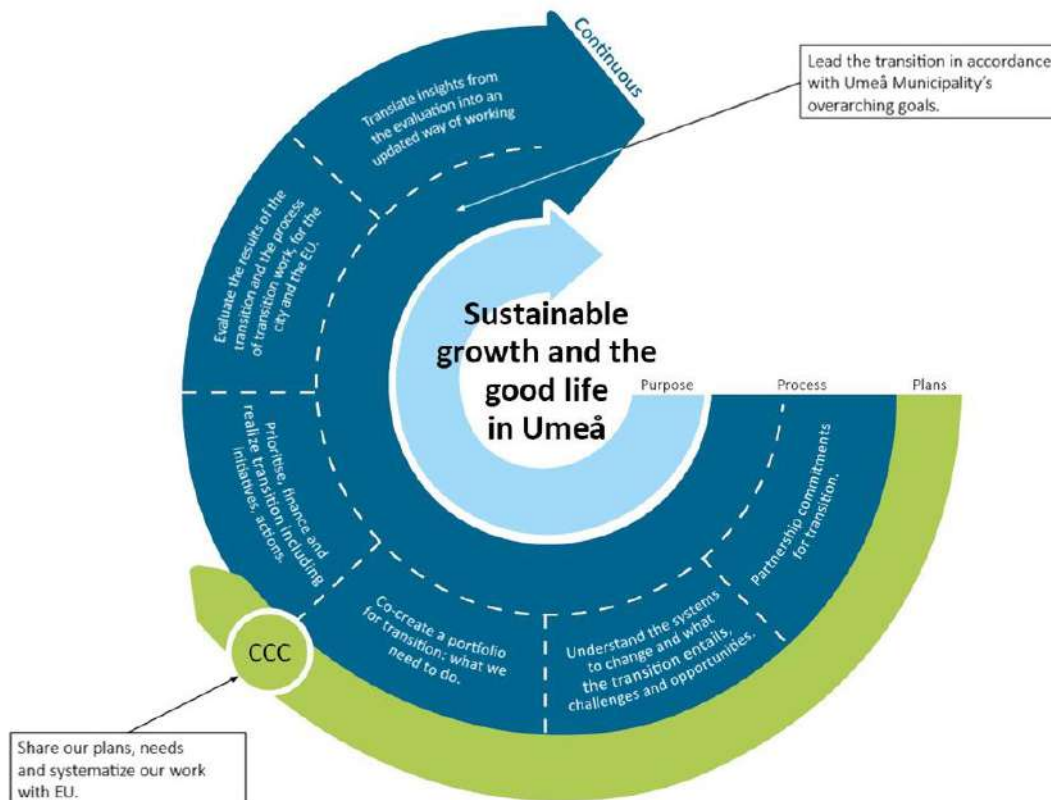 Continuous
Lead the transition in accordance
with Umeå Municipality's
overarching goals.
Translate insights from
the evaluation into an
updated way of working
Evaluate the results of the
transition and the process
of transition work, for the
city and the EU.
Sustainable
growth and the
good life
in Umeå
Purpose
Process
Plans
Partnership commitments
for transition.
Understand the systems
to change and what
the transition entails,
challenges and opportunities.
Co-create a portfolio
for transition: what we
need to do.
Prioritise, finance and
realize transition including
initiatives, actions.
CCC
Share our plans, needs
and systematize our work
with EU.